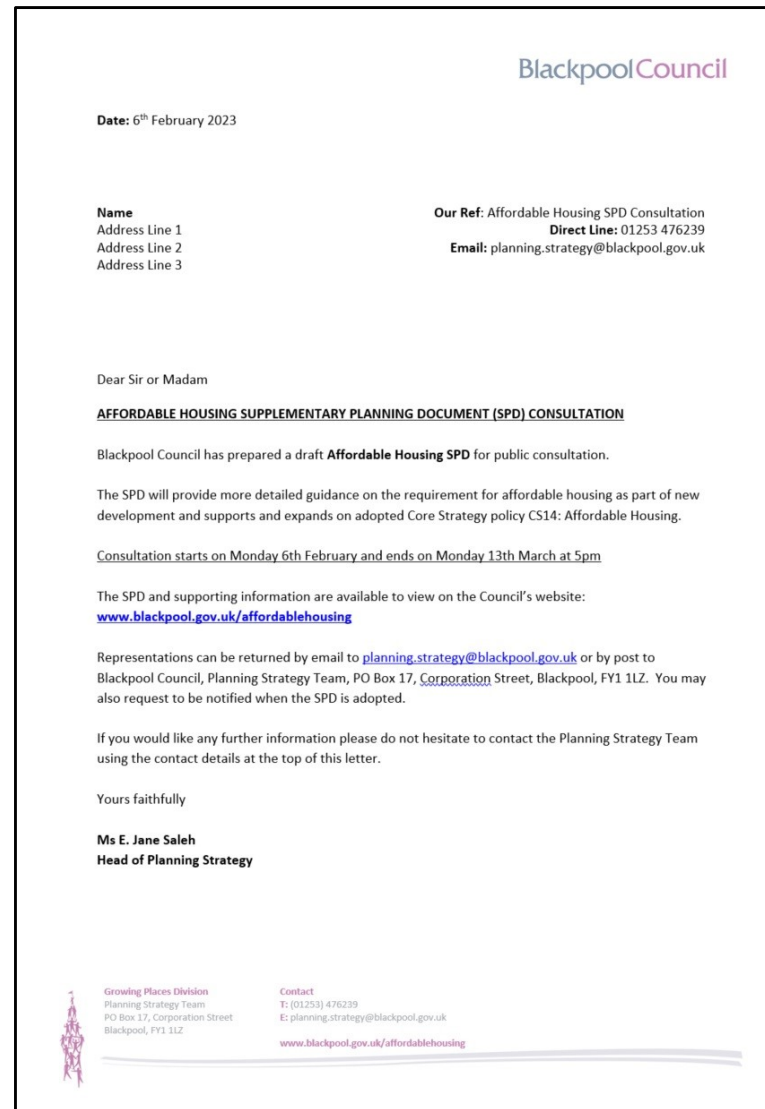 BlackpoolCouncil
Date: 6th February 2023
Name
Address Line 1
Address Line 2
Address Line 3
Our Ref: Affordable Housing SPD Consultation
Direct Line: 01253 476239
Email: planning.strategy@blackpool.gov.uk
Dear Sir or Madam
AFFORDABLE HOUSING SUPPLEMENTARY PLANNING DOCUMENT (SPD) CONSULTATION
Blackpool Council has prepared a draft Affordable Housing SPD for public consultation.
The SPD will provide more detailed guidance on the requirement for affordable housing as part of new
development and supports and expands on adopted Core Strategy policy CS14: Affordable Housing.
Consultation starts on Monday 6th February and ends on Monday 13th March at 5pm
The SPD and supporting information are available to view on the Council's website:
www.blackpool.gov.uk/affordablehousing
Representations can be returned by email to planning.strategy@blackpool.gov.uk or by post to
Blackpool Council, Planning Strategy Team, PO Box 17, Corporation Street, Blackpool, FY1 1LZ. You may
also request to be notified when the SPD is adopted.
If you would like any further information please do not hesitate to contact the Planning Strategy Team
using the contact details at the top of this letter.
Yours faithfully
Ms E. Jane Saleh
Head of Planning Strategy
Growing Places Division
Planning Strategy Team
PO Box 17, Corporation Street
Blackpool, FY1 1LZ
Contact
T: (01253) 476239
E: planning.strategy@blackpool.gov.uk
www.blackpool.gov.uk/affordablehousing